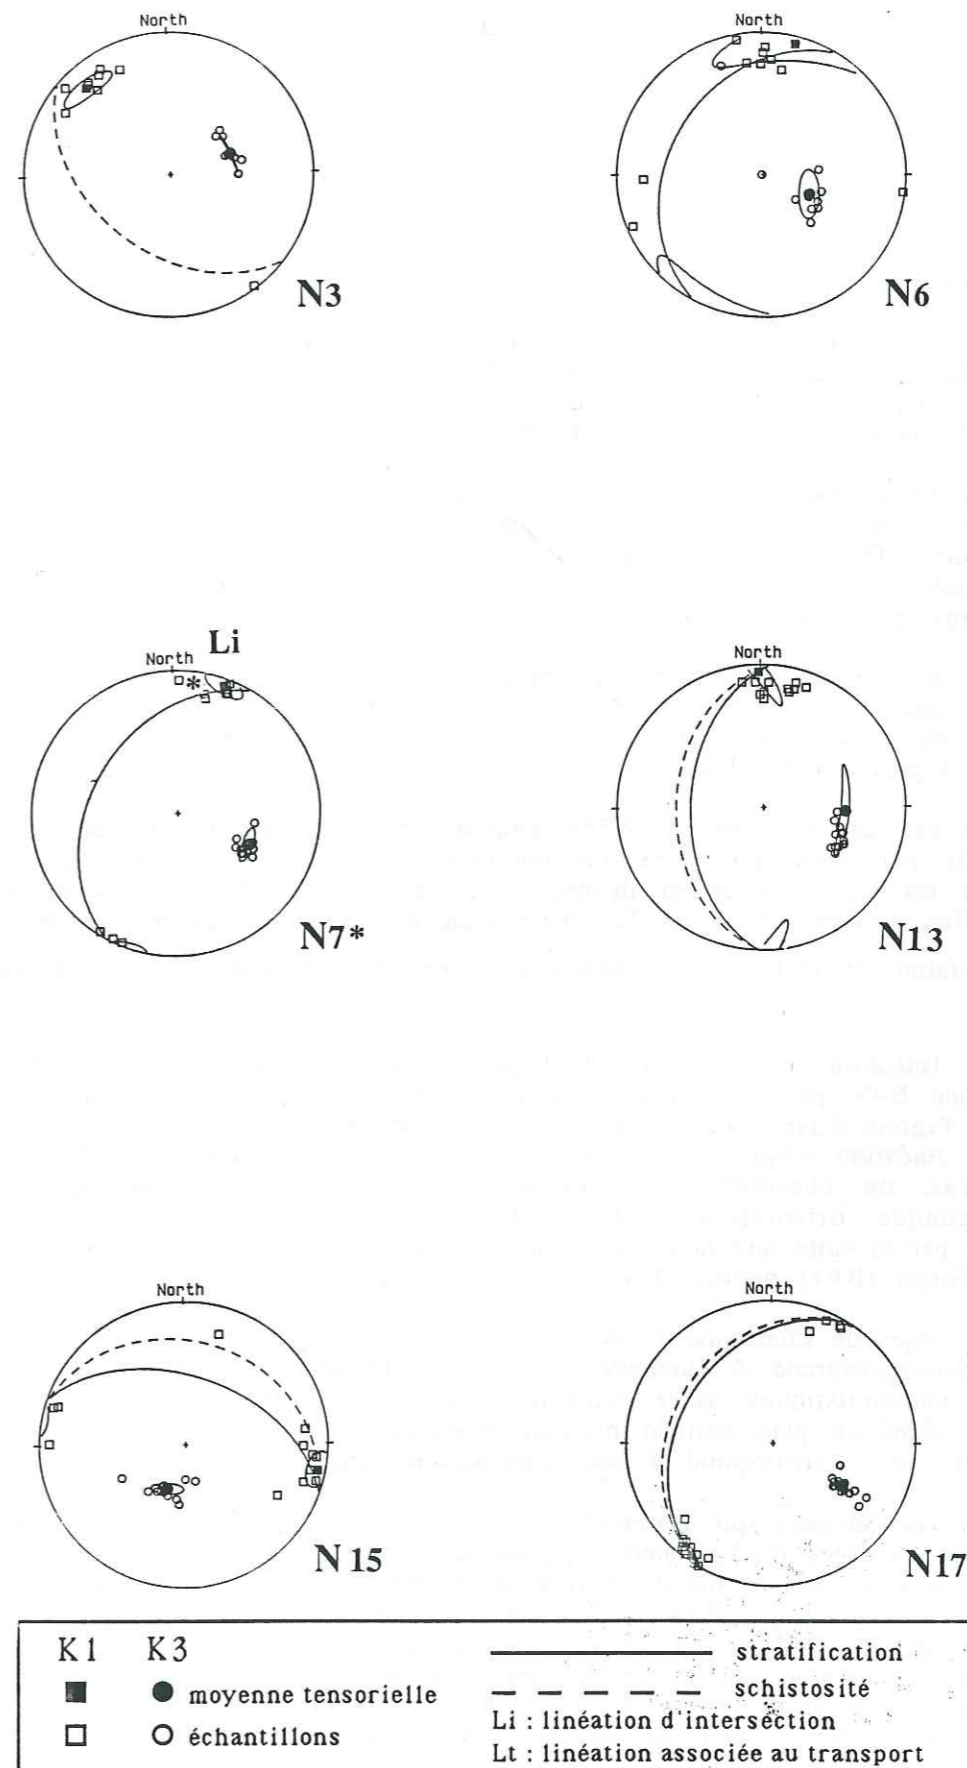 North
North
N3
N6
Li
North
*
North
N7*
N13
North
North
N 15
N17
K1 K3
moyenne tensorielle
échantillons
stratification
schistosité
Li : linéation d'intersection
Lt : linéation associée au transport